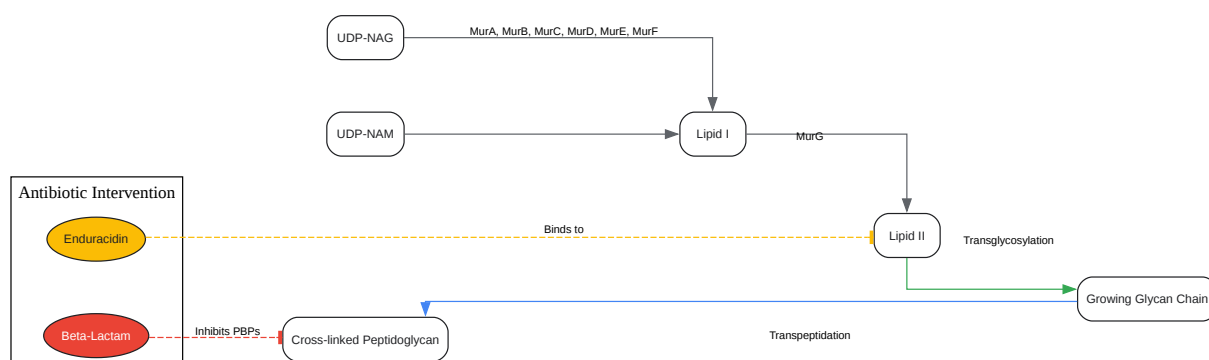 UDP-NAG
MurA, MurB, MurC, MurD, MurE, MurF
UDP-NAM
Lipid I
MurG
Antibiotic Intervention
Enduracidin
Binds to
Lipid II
Transglycosylation
Growing Glycan Chain
Beta-Lactam
Inhibits PBPs
Cross-linked Peptidoglycan
Transpeptidation